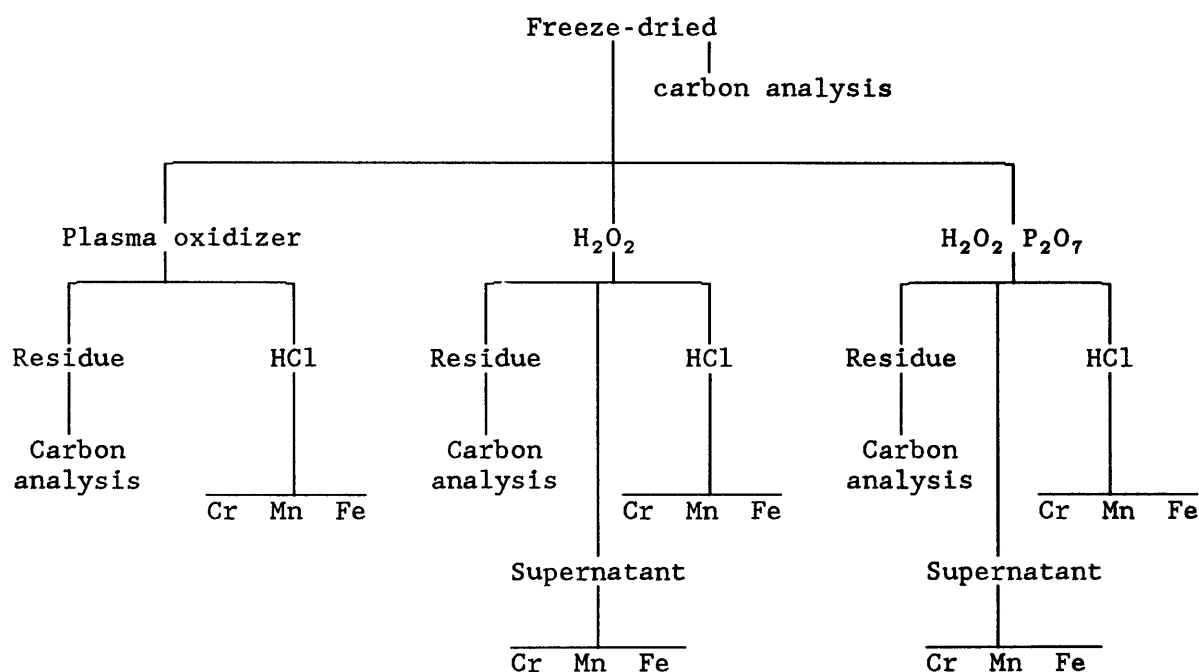 Freeze-dried
carbon analysis
Plasma oxidizer H₂O₂ H₂O₂ P₂O₇
Residue HCl Residue HCl Residue HCl
Carbon analysis Carbon analysis Carbon analysis
Cr Mn Fe Cr Mn Fe Cr Mn Fe
Supernatant Supernatant
Cr Mn Fe Cr Mn Fe